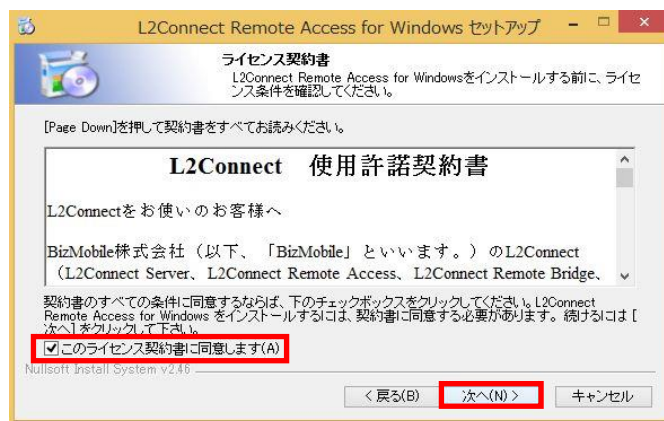 L2Connect Remote Access for Windows セットアップ
ライセンス契約書
L2Connect Remote Access for Windowsをインストールする前に、ライセ
ンス条件を確認してください。
[Page Down]を押して契約書をすべてお読みください。
L2Connect 使用許諾契約書
L2Connectをお使いのお客様へ
BizMobile株式会社（以下、「BizMobile」といいます。）のL2Connect
（L2Connect Server、L2Connect Remote Access、L2Connect Remote Bridge、
契約書のすべての条件に同意するならば、下のチェックボックスをクリックしてください。L2Connect
Remote Access for Windows をインストールするには、契約書に同意する必要があります。続けるには [
次へ] をクリックして下さい。
このライセンス契約書に同意します(A)
Nullsoft Install System v2.46
< 戻る(B)
次へ(N) >
キャンセル